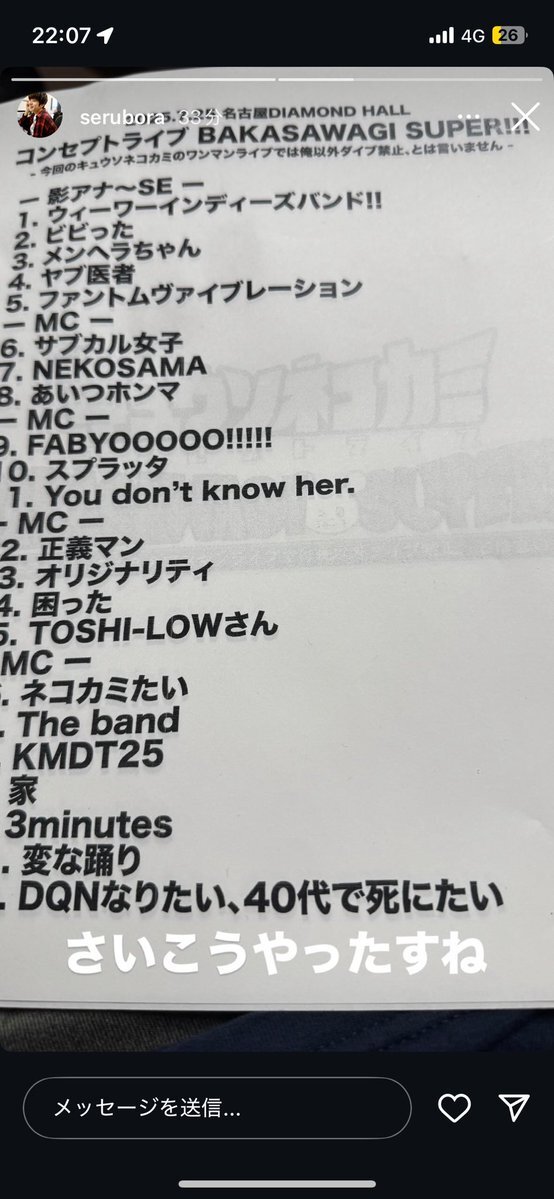 22:07
4G
26
serubora 33分
名古屋DIAMOND HALL
コンセプトライブ BAKASAWAGI SUPER!!!
- 今回のキュウソネコカミのワンマンライブでは俺以外ダイブ禁止、とは言いません -
ー 影アナ〜SE ー
1. ウィーワーインディーズバンド!!
2. ビビった
3. メンヘラちゃん
4. ヤブ医者
5. ファントムヴァイブレーション
ー MC ー
6. サブカル女子
7. NEKOSAMA
8. あいつホンマ
ー MC ー
9. FABYOOOOO!!!!!
10. スプラッタ
1. You don't know her.
- MC ー
2. 正義マン
3. オリジナリティ
4. 困った
5. TOSHI-LOWさん
MC ー
. ネコカミたい
. The band
KMDT25
家
3minutes
. 変な踊り
. DQNなりたい、40代で死にたい
さいこうやったすね
メッセージを送信...